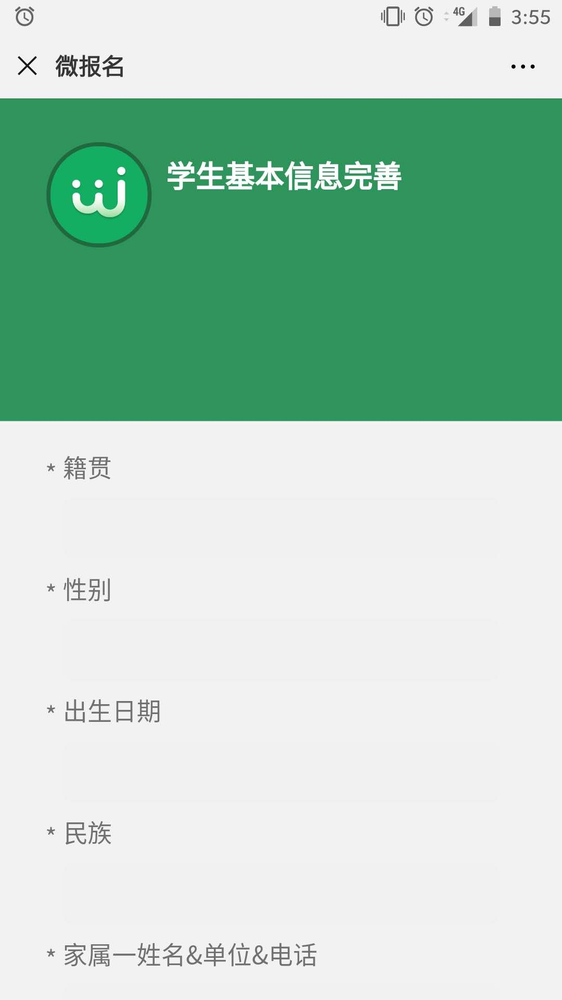 4G 3:55
微报名
学生基本信息完善
* 籍贯
* 性别
* 出生日期
* 民族
* 家属一姓名&单位&电话